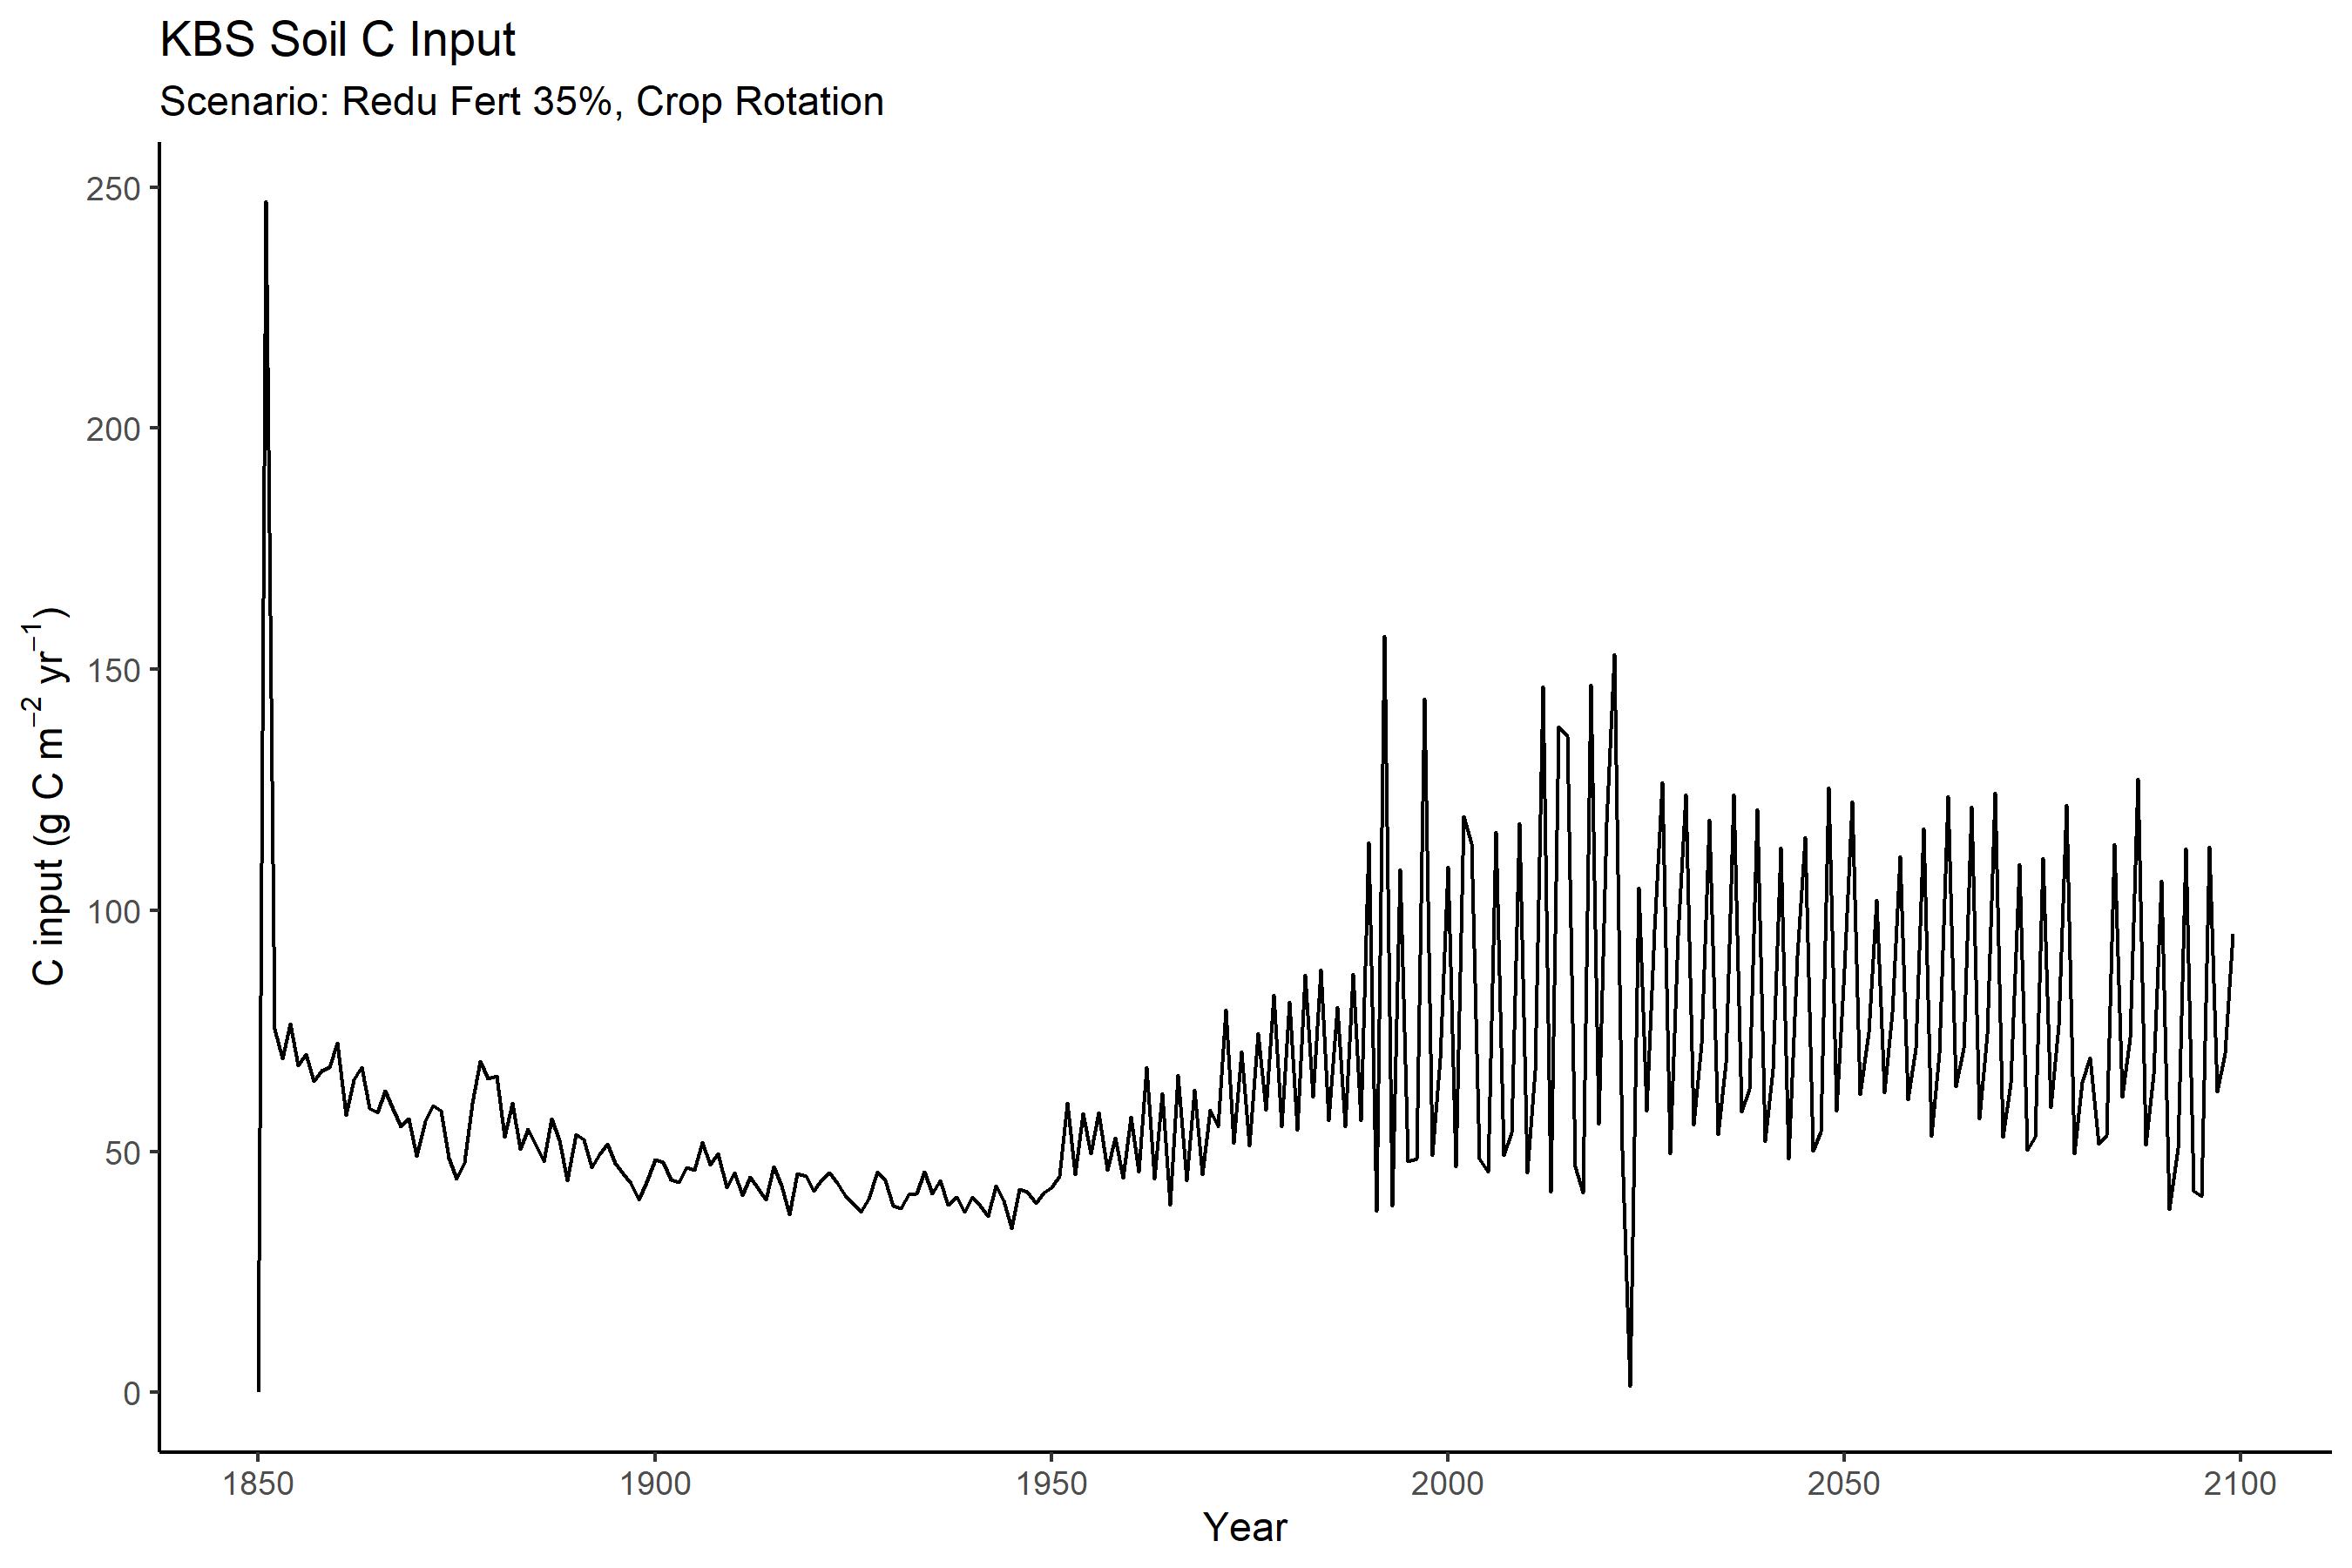 KBS Soil C Input
Scenario: Redu Fert 35%, Crop Rotation
C input (g C m⁻² yr⁻¹)
250
200
150
100
50
0
1850 1900 1950 2000 2050 2100
Year